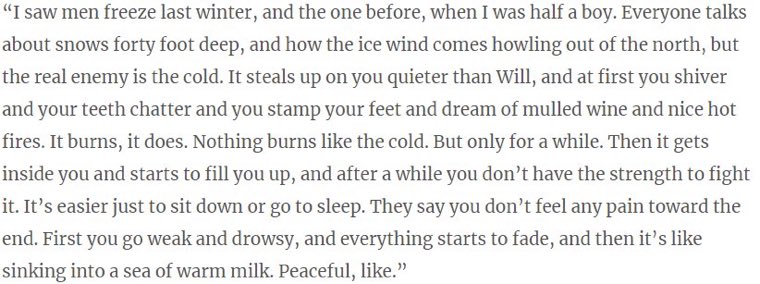 “I saw men freeze last winter, and the one before, when I was half a boy. Everyone talks
about snows forty foot deep, and how the ice wind comes howling out of the north, but
the real enemy is the cold. It steals up on you quieter than Will, and at first you shiver
and your teeth chatter and you stamp your feet and dream of mulled wine and nice hot
fires. It burns, it does. Nothing burns like the cold. But only for a while. Then it gets
inside you and starts to fill you up, and after a while you don’t have the strength to fight
it. It’s easier just to sit down or go to sleep. They say you don’t feel any pain toward the
end. First you go weak and drowsy, and everything starts to fade, and then it’s like
sinking into a sea of warm milk. Peaceful, like.”